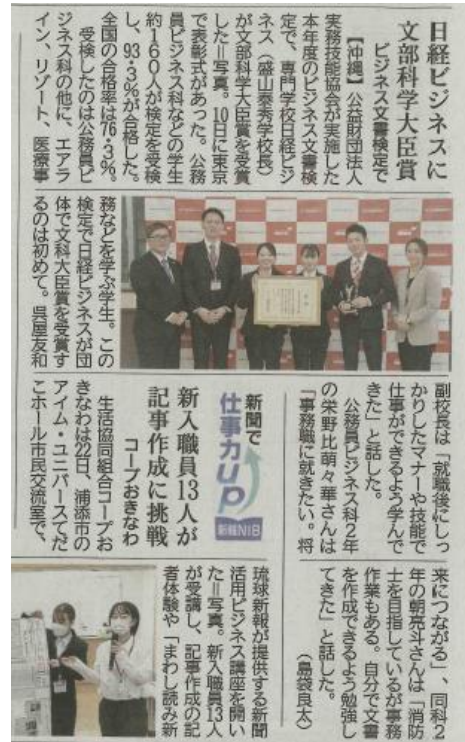 日経ビジネスに
文部科学大臣賞
ビジネス文書検定で
【沖縄】公益財団法人
実務技能協会が実施した
本年度のビジネス文書検
定で、専門学校日経ビジ
ネス(盛山泰秀学校長)
が文部科学大臣賞を受賞
した=写真。10日に東京
で表彰式があった。公務
員ビジネス科などの学生
約160人が検定を受検
し、93・3%が合格した。
全国の合格率は76・3%。
受検したのは公務員ビ
ジネス科の他に、エアラ
イン、リゾート、医療事
務などを学ぶ学生。この
検定で日経ビジネスが団
体で文科大臣賞を受賞す
るのは初めて。呉屋友和
副校長は「就職後にしっ
かりしたマナーや技能で
仕事ができるよう学んで
きた」と話した。
公務員ビジネス科2年
の栄野比萌々華さんは
「事務職に就きたい。将
来につながる」、同科2
年の朝亮斗さんは「消防
士を目指しているが事務
作業もある。自分で文書
を作成できるよう勉強し
てきた」と話した。
(島袋良太)
新聞で
仕事力up
新報NIB
新入職員13人が
記事作成に挑戦
コープおきなわ
生活協同組合コープお
きなわは22日、浦添市の
アイム・ユニバースてだ
こホール市民交流室で、
琉球新報が提供する新聞
活用ビジネス講座を開い
た=写真。新入職員13人
が受講し、記事作成の記
者体験や「まわし読み新